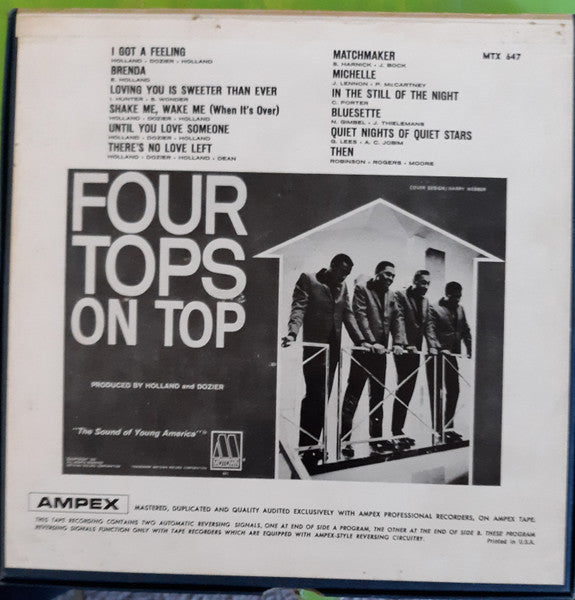 I GOT A FEELING
HOLLAND - DOZIER - HOLLAND
BRENDA
E. HOLLAND
LOVING YOU IS SWEETER THAN EVER
I. HUNTER - S. WONDER
SHAKE ME, WAKE ME (When It's Over)
HOLLAND - DOZIER - HOLLAND
UNTIL YOU LOVE SOMEONE
HOLLAND - DOZIER - HOLLAND
THERE'S NO LOVE LEFT
HOLLAND - DOZIER - HOLLAND - DEAN
MATCHMAKER
S. HARNICK - J. BOCK
MICHELLE
J. LENNON - P. McCARTNEY
IN THE STILL OF THE NIGHT
C. PORTER
BLUESETTE
N. GIMBEL - J. THIELEMANS
QUIET NIGHTS OF QUIET STARS
G. LEES - A. C. JOBIM
THEN
ROBINSON - ROGERS - MOORE
MTX 647
COVER DESIGN/HARRY WEBBER
FOUR
TOPS
ON TOP
PRODUCED BY HOLLAND and DOZIER
"The Sound of Young America"
M
MOTOWN
AMPEX
MASTERED, DUPLICATED AND QUALITY AUDITED EXCLUSIVELY WITH AMPEX PROFESSIONAL RECORDERS, ON AMPEX TAPE:
THIS TAPE RECORDING CONTAINS TWO AUTOMATIC REVERSING SIGNALS, ONE AT END OF SIDE A PROGRAM, THE OTHER AT THE END OF SIDE B. THESE PROGRAM
REVERSING SIGNALS FUNCTION ONLY WITH TAPE RECORDERS WHICH ARE EQUIPPED WITH AMPEX-STYLE REVERSING CIRCUITRY.
Printed in U.S.A.